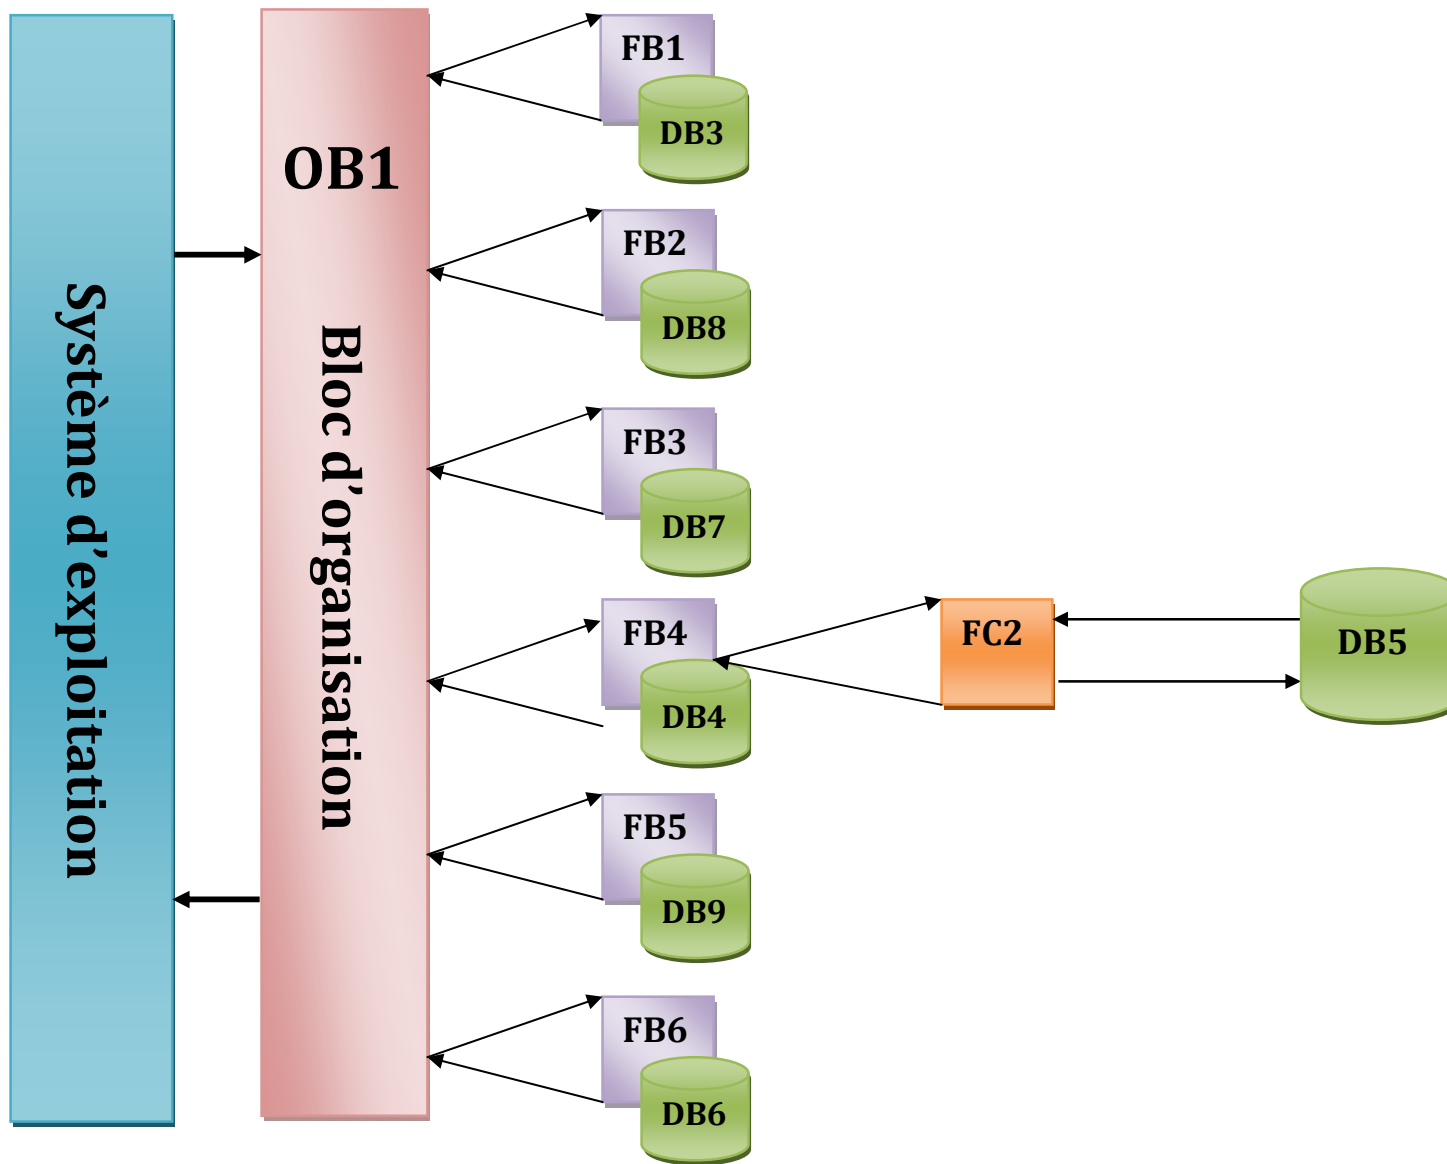 Système d'exploitation
OB1
Bloc d'organisation
FB1
DB3
FB2
DB8
FB3
DB7
FB4
DB4
FC2
DB5
FB5
DB9
FB6
DB6